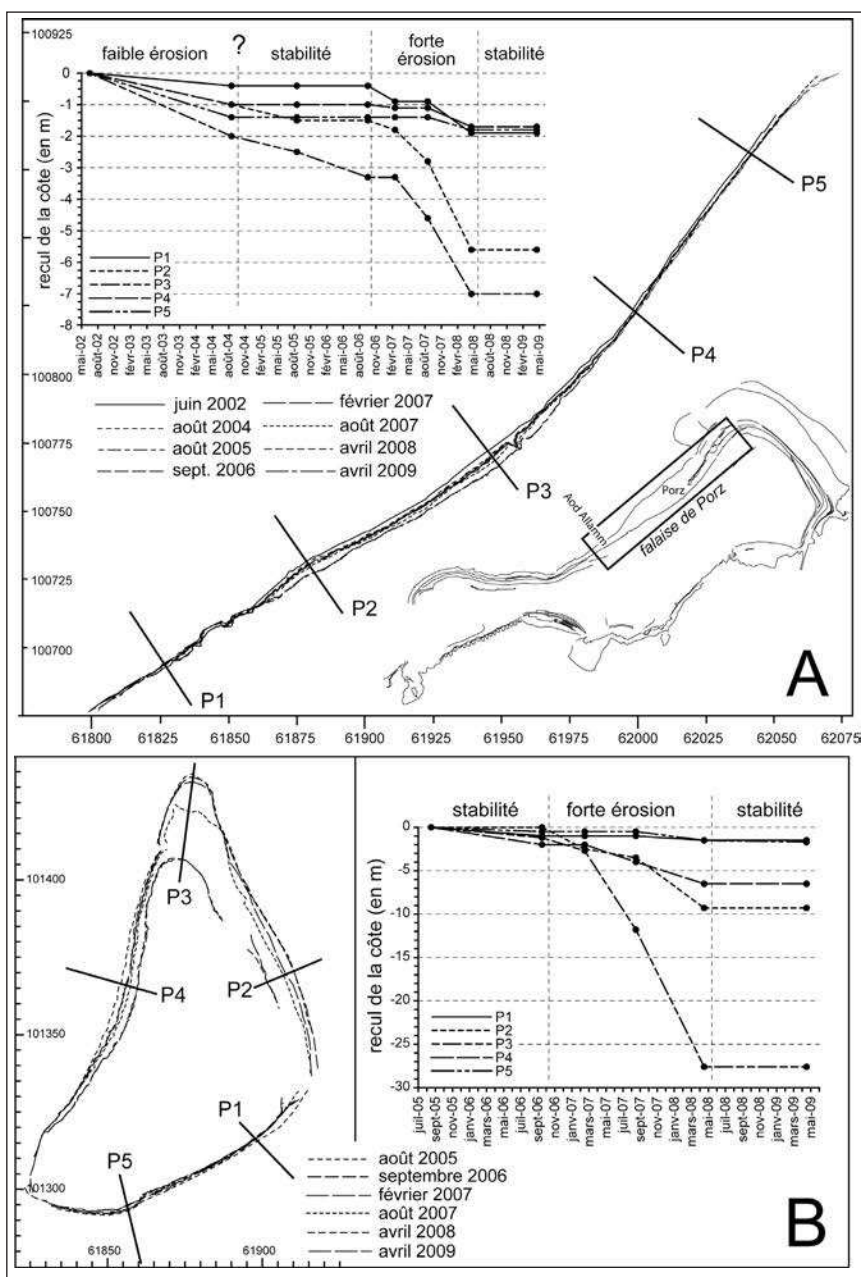 100925
100800
100775
100750
100725
100700
61800 61825 61850 61875 61900 61925 61950 61975 62000 62025 62050 62075
faible érosion ? stabilité forte érosion stabilité
recul de la côte (en m)
0
-1
-2
-3
-4
-5
-6
-7
-8
P1
P2
P3
P4
P5
mai-02 août-02 nov-02 févr-03 mai-03 août-03 nov-03 févr-04 mai-04 août-04 nov-04 févr-05 mai-05 août-05 nov-05 févr-06 mai-06 août-06 nov-06 févr-07 mai-07 août-07 nov-07 févr-08 mai-08 août-08 nov-08 févr-09 mai-09
juin 2002
août 2004
août 2005
sept. 2006
février 2007
août 2007
avril 2008
avril 2009
P5
P4
P3
P2
P1
Aod Allamm
Porz
falaise de Porz
A
101400
101350
101300
61850 61900
P3
P4
P2
P1
P5
août 2005
septembre 2006
février 2007
août 2007
avril 2008
avril 2009
stabilité forte érosion stabilité
recul de la côte (en m)
0
-5
-10
-15
-20
-25
-30
P1
P2
P3
P4
P5
juil-05 sept-05 nov-05 janv-06 mars-06 mai-06 juil-06 sept-06 nov-06 janv-07 mars-07 mai-07 juil-07 sept-07 nov-07 janv-08 mars-08 mai-08 juil-08 sept-08 nov-08 janv-09 mars-09 mai-09
B